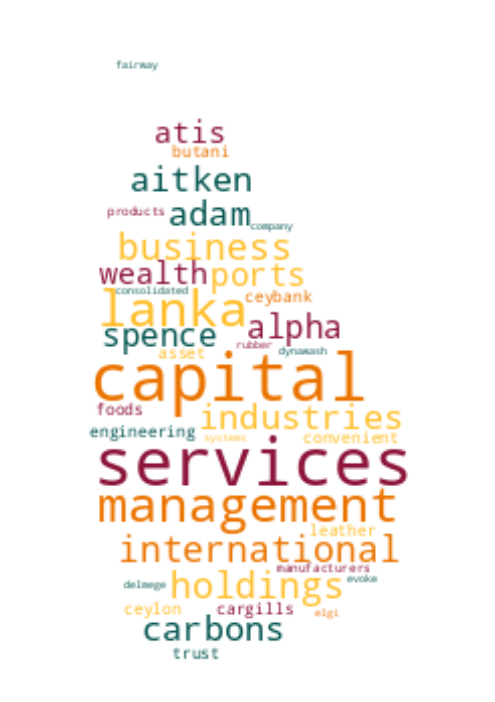 fairway
atis
butani
aitken
products adam
company
business
wealth ports
consolidated
ceybank
lanka
spence alpha
rubber
asset dynawash
capital
foods
industries
engineering
systems convenient
services
management
leather
international
manufacturers
delmege holdings evoke
ceylon cargills elgi
carbons
trust